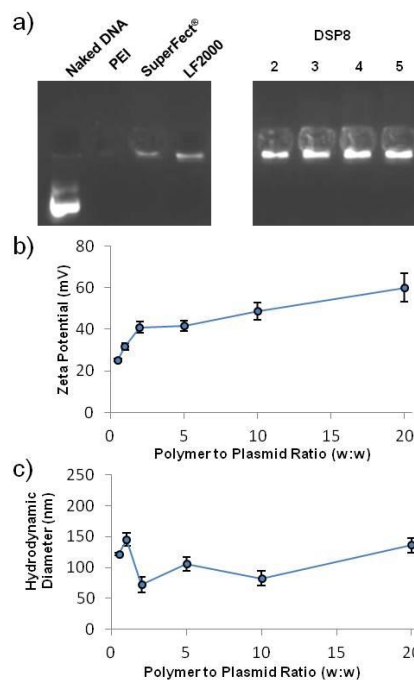 a)
Naked DNA
PEI
SuperFect®
LF2000
DSP8
2 3 4 5
b)
80
60
40
20
0
Zeta Potential (mV)
0 5 10 15 20
Polymer to Plasmid Ratio (w:w)
c)
250
200
150
100
50
0
Hydrodynamic
Diameter (nm)
0 5 10 15 20
Polymer to Plasmid Ratio (w:w)